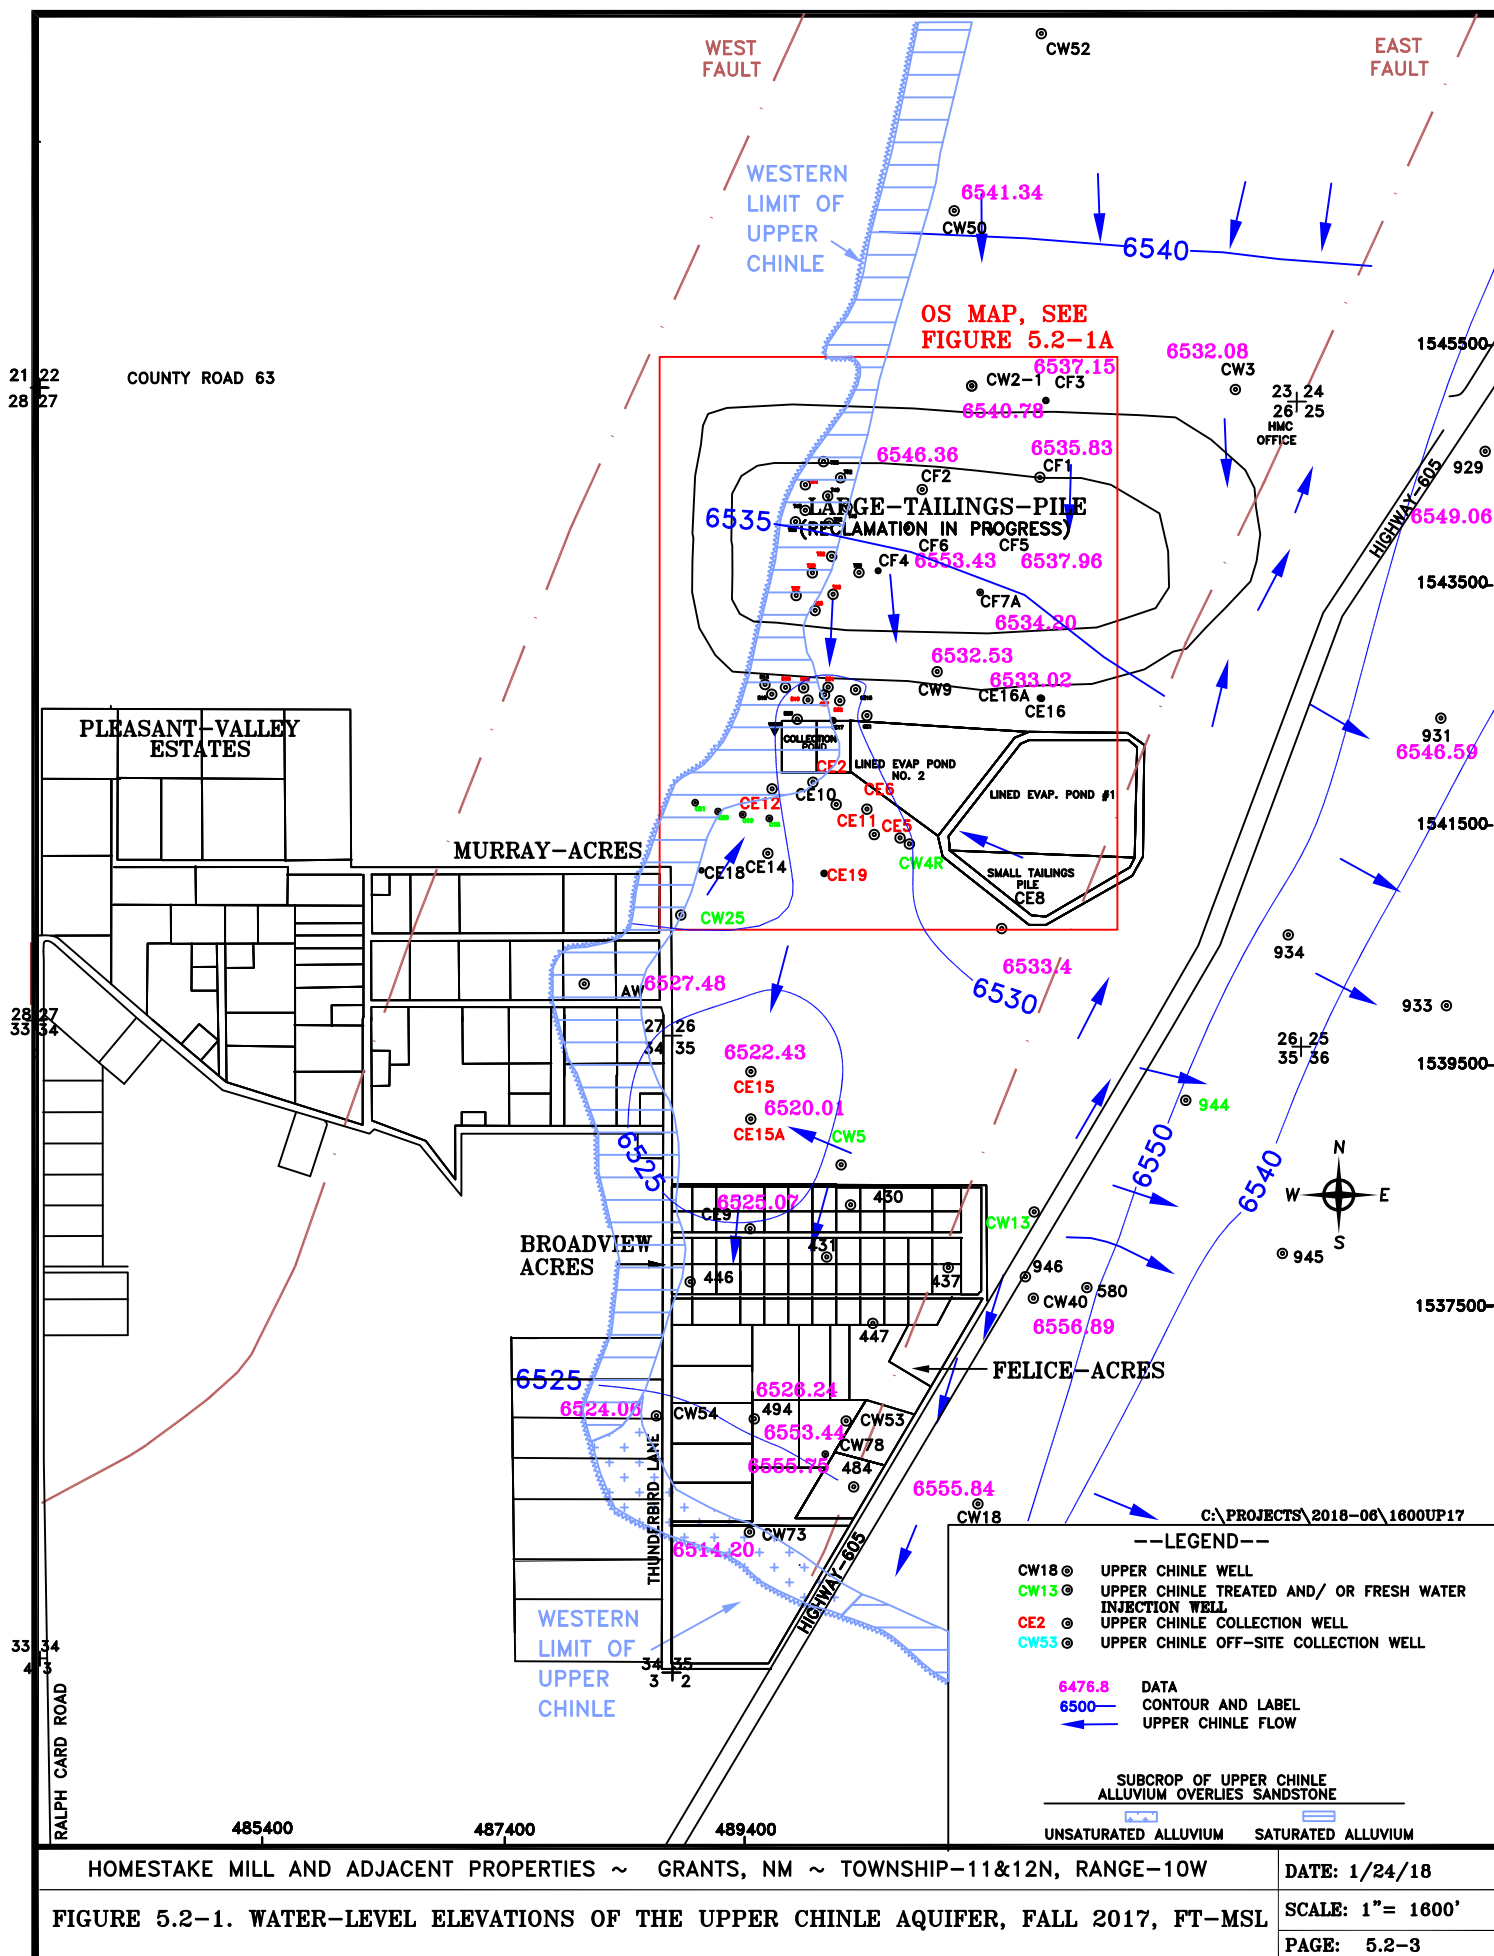 CW52
WEST
FAULT
EAST
FAULT
WESTERN
LIMIT OF
UPPER
CHINLE
6541.34
CW50
6540
OS MAP, SEE
FIGURE 5.2-1A
1545500
6537.15
6532.08
CW2-1
CF3
CW3
21 22
28 27
COUNTY ROAD 63
6540.78
23 24
26 25
HMC
OFFICE
6546.36
6535.83
CF2
CF1
929
HIGHWAY-605
6549.06
LARGE-TAILINGS-PILE
(RECLAMATION IN PROGRESS)
6535
CF6
CF5
CF4
6553.43
6537.96
1543500
CF7A
6534.20
6532.53
CW9
6533.02
CE16A
CE16
PLEASANT-VALLEY
ESTATES
931
6546.59
COLLECTION
POND
LINED EVAP POND
NO. 2
CE2
CE10
CE6
LINED EVAP. POND #1
CE12
CE11
CE5
1541500
MURRAY-ACRES
CE14
CE18
CE19
CW4R
SMALL TAILINGS
PILE
CE8
CW25
934
6533.4
6530
AW
6527.48
933
28 27
33 34
27 26
34 35
26 25
35 36
6522.43
CE15
1539500
6520.01
CE15A
CW5
944
6525
6550
6540
N
W E
S
6525.07
CE9
430
CW13
BROADVIEW
ACRES
431
446
437
945
946
580
CW40
1537500
447
6556.89
FELICE-ACRES
6525
6526.24
6524.06
CW54
494
CW53
6553.44
CW78
6555.75
484
6555.84
CW18
THUNDERBIRD LANE
CW73
6514.20
HIGHWAY-605
WESTERN
LIMIT OF
UPPER
CHINLE
33 34
4 3
34 35
3 2
RALPH CARD ROAD
C:\PROJECTS\2018-06\1600UP17
--LEGEND--
CW18 UPPER CHINLE WELL
CW13 UPPER CHINLE TREATED AND/ OR FRESH WATER
INJECTION WELL
CE2 UPPER CHINLE COLLECTION WELL
CW53 UPPER CHINLE OFF-SITE COLLECTION WELL
6476.8 DATA
6500 CONTOUR AND LABEL
UPPER CHINLE FLOW
SUBCROP OF UPPER CHINLE
ALLUVIUM OVERLIES SANDSTONE
UNSATURATED ALLUVIUM SATURATED ALLUVIUM
485400
487400
489400
HOMESTAKE MILL AND ADJACENT PROPERTIES ~ GRANTS, NM ~ TOWNSHIP-11&12N, RANGE-10W
DATE: 1/24/18
FIGURE 5.2-1. WATER-LEVEL ELEVATIONS OF THE UPPER CHINLE AQUIFER, FALL 2017, FT-MSL
SCALE: 1"= 1600'
PAGE: 5.2-3